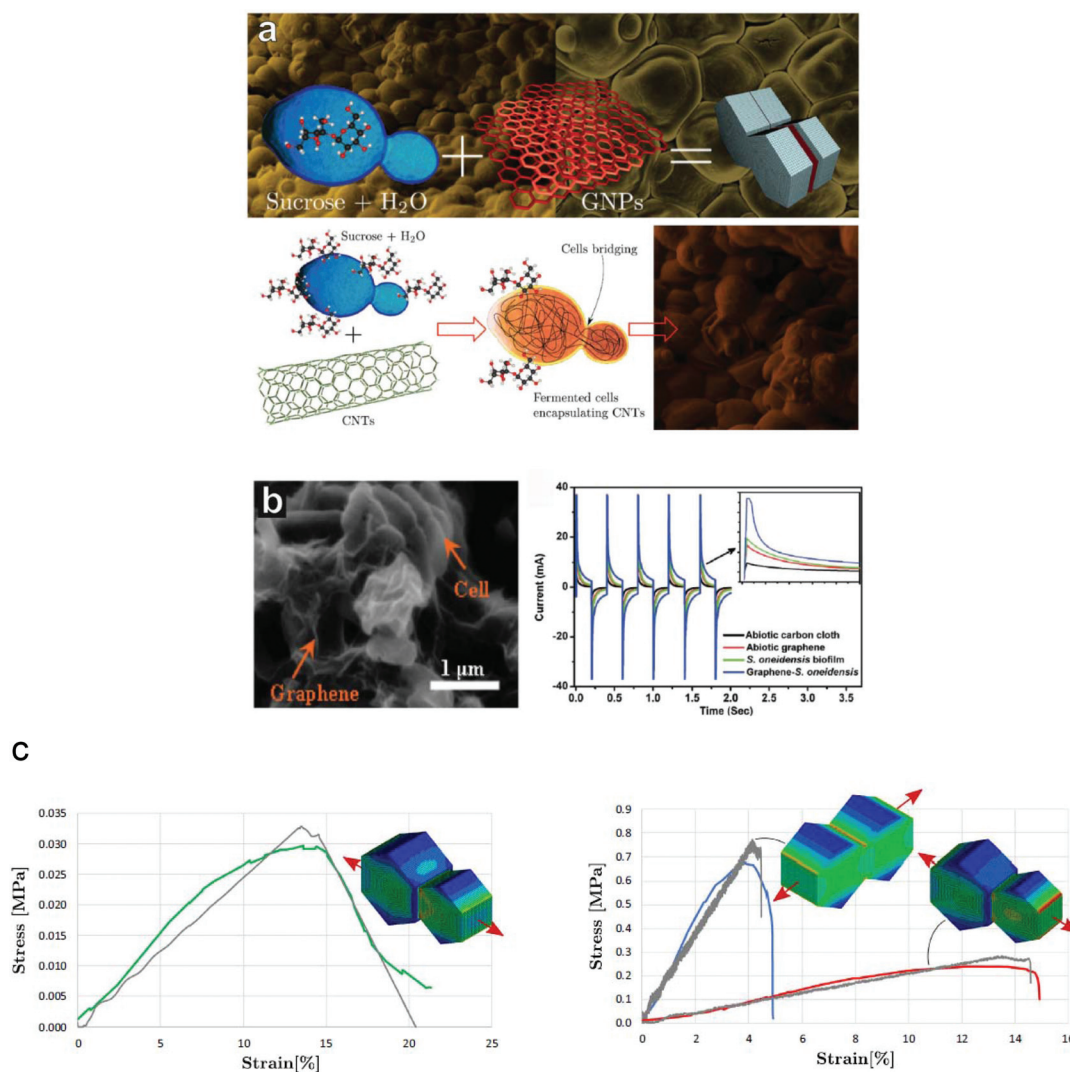 a
Sucrose + H₂O
+
GNPs
=
Sucrose + H₂O
+
CNTs
Cells bridging
Fermented cells
encapsulating CNTs
b
Cell
Graphene
1 µm
Current (mA)
40
20
0
-20
-40
Abiotic carbon cloth
Abiotic graphene
S. oneidensis biofilm
Graphene-S. oneidensis
0.0 0.5 1.0 1.5 2.0 2.5 3.0 3.5
Time (Sec)
c
Stress [MPa]
0.035
0.030
0.025
0.020
0.015
0.010
0.005
0.000
0 5 10 15 20 25
Strain[%]
Stress [MPa]
0.9
0.8
0.7
0.6
0.5
0.4
0.3
0.2
0.1
0.0
0 2 4 6 8 10 12 14 16
Strain[%]